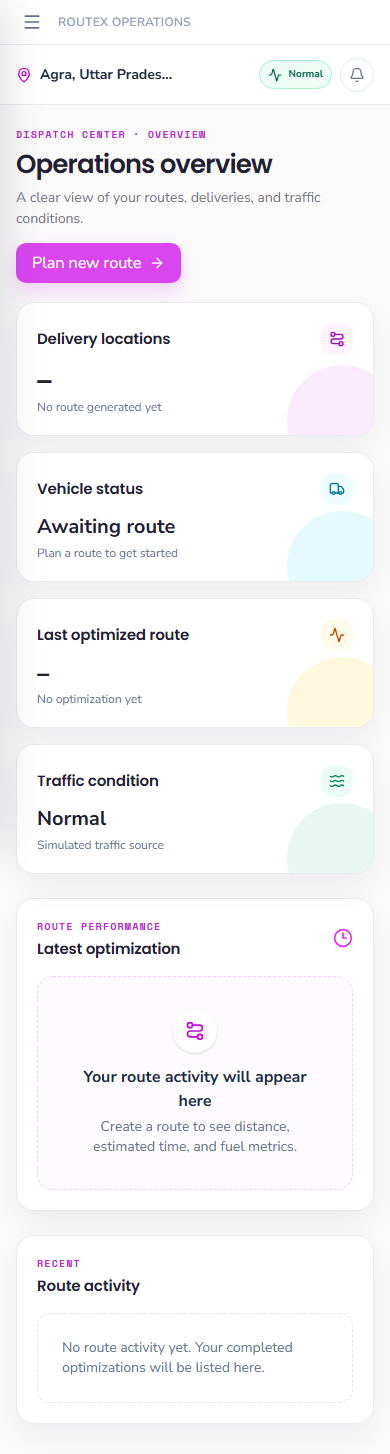 ROUTEX OPERATIONS
Agra, Uttar Prades...
Normal
DISPATCH CENTER · OVERVIEW
Operations overview
A clear view of your routes, deliveries, and traffic
conditions.
Plan new route →
Delivery locations
–
No route generated yet
Vehicle status
Awaiting route
Plan a route to get started
Last optimized route
–
No optimization yet
Traffic condition
Normal
Simulated traffic source
ROUTE PERFORMANCE
Latest optimization
Your route activity will appear
here
Create a route to see distance,
estimated time, and fuel metrics.
RECENT
Route activity
No route activity yet. Your completed
optimizations will be listed here.